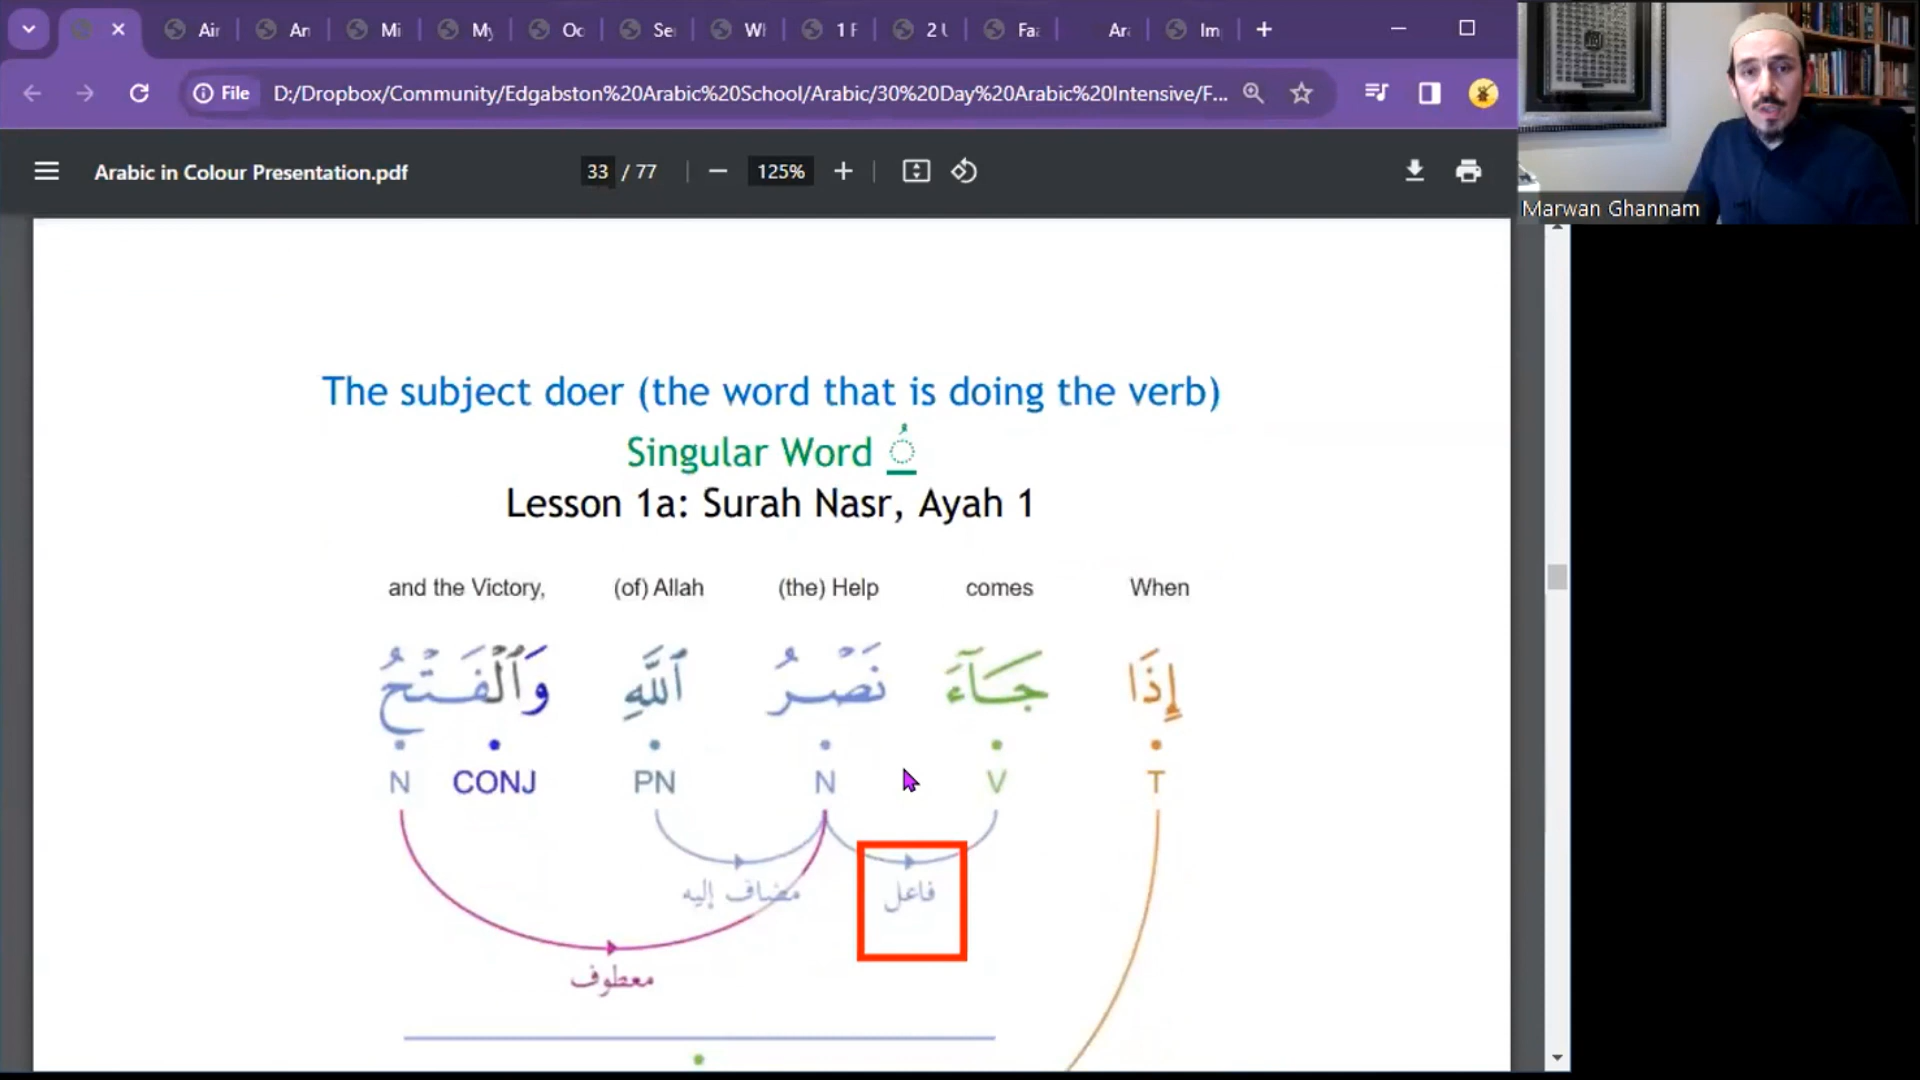 Air
Ar
Mi
My
Oc
Se
1 F
2 U
Ar
Im
File
D:/Dropbox/Community/Edgabston%20Arabic%20School/Arabic/30%20Day%20Arabic%20Intensive/F...
Arabic in Colour Presentation.pdf
33 / 77
125%
Marwan Ghannam
The subject doer (the word that is doing the verb)
Singular Word ◌ُ
Lesson 1a: Surah Nasr, Ayah 1
and the Victory, (of) Allah (the) Help comes When
إِذَا جَآءَ نَصْرُ ٱللَّهِ وَٱلْفَتْحُ
N CONJ PN N V T
مضاف إليه فاعل
معطوف